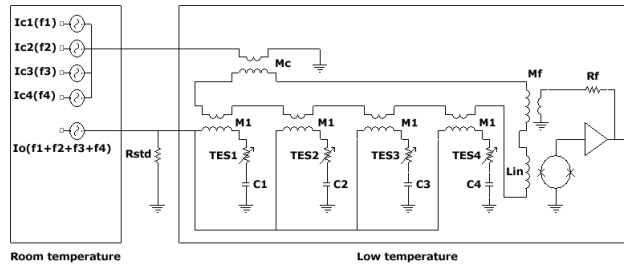 Ic1(f1)
Ic2(f2)
Ic3(f3)
Ic4(f4)
Io(f1+f2+f3+f4)
Rstd
Mc
Mf
Rf
M1 M1 M1 M1
TES1 TES2 TES3 TES4
Lin
C1 C2 C3 C4
Room temperature
Low temperature